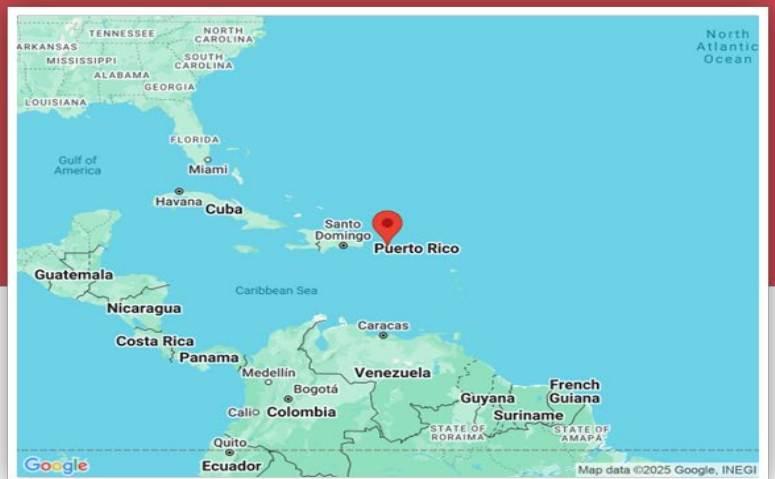 TENNESSEE
NORTH
CAROLINA
ARKANSAS
MISSISSIPPI
SOUTH
CAROLINA
ALABAMA
GEORGIA
LOUISIANA
North
Atlantic
Ocean
FLORIDA
Gulf of
America
Miami
Havana
Cuba
Santo
Domingo
Puerto Rico
Guatemala
Caribbean Sea
Nicaragua
Caracas
Costa Rica
Panama
Medellín
Venezuela
Bogotá
French
Guiana
Guyana
Cali
Colombia
Suriname
STATE OF
RORAIMA
STATE OF
AMAPÁ
Quito
Ecuador
Google
Map data ©2025 Google, INEGI